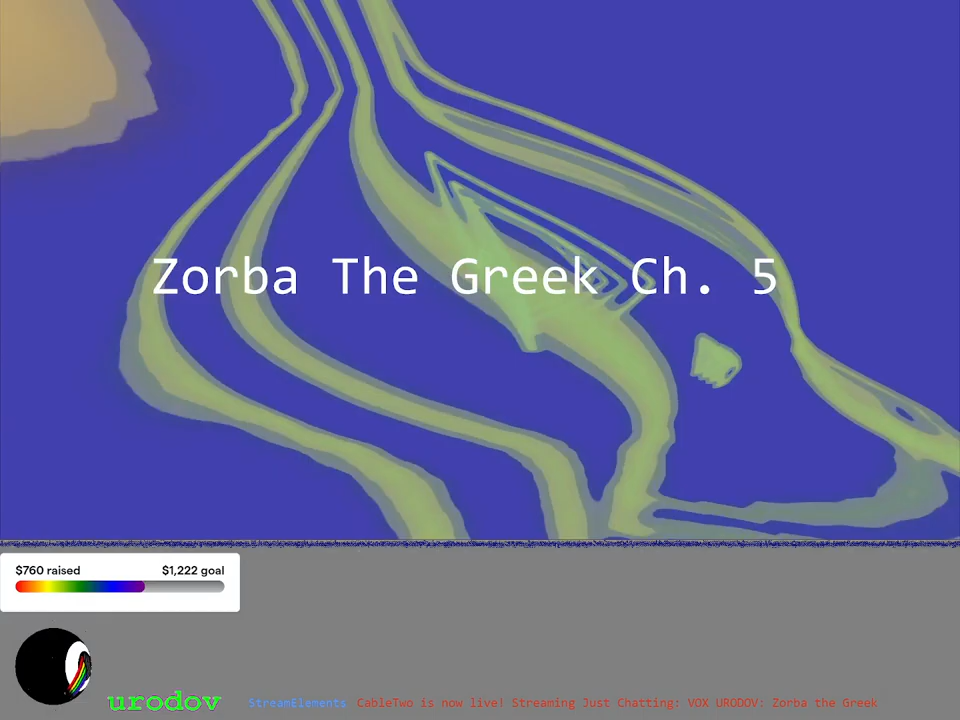 Zorba The Greek Ch. 5
$760 raised $1,222 goal
urodov
StreamElements CableTwo is now live! Streaming Just Chatting: VOX URODOV: Zorba the Greek